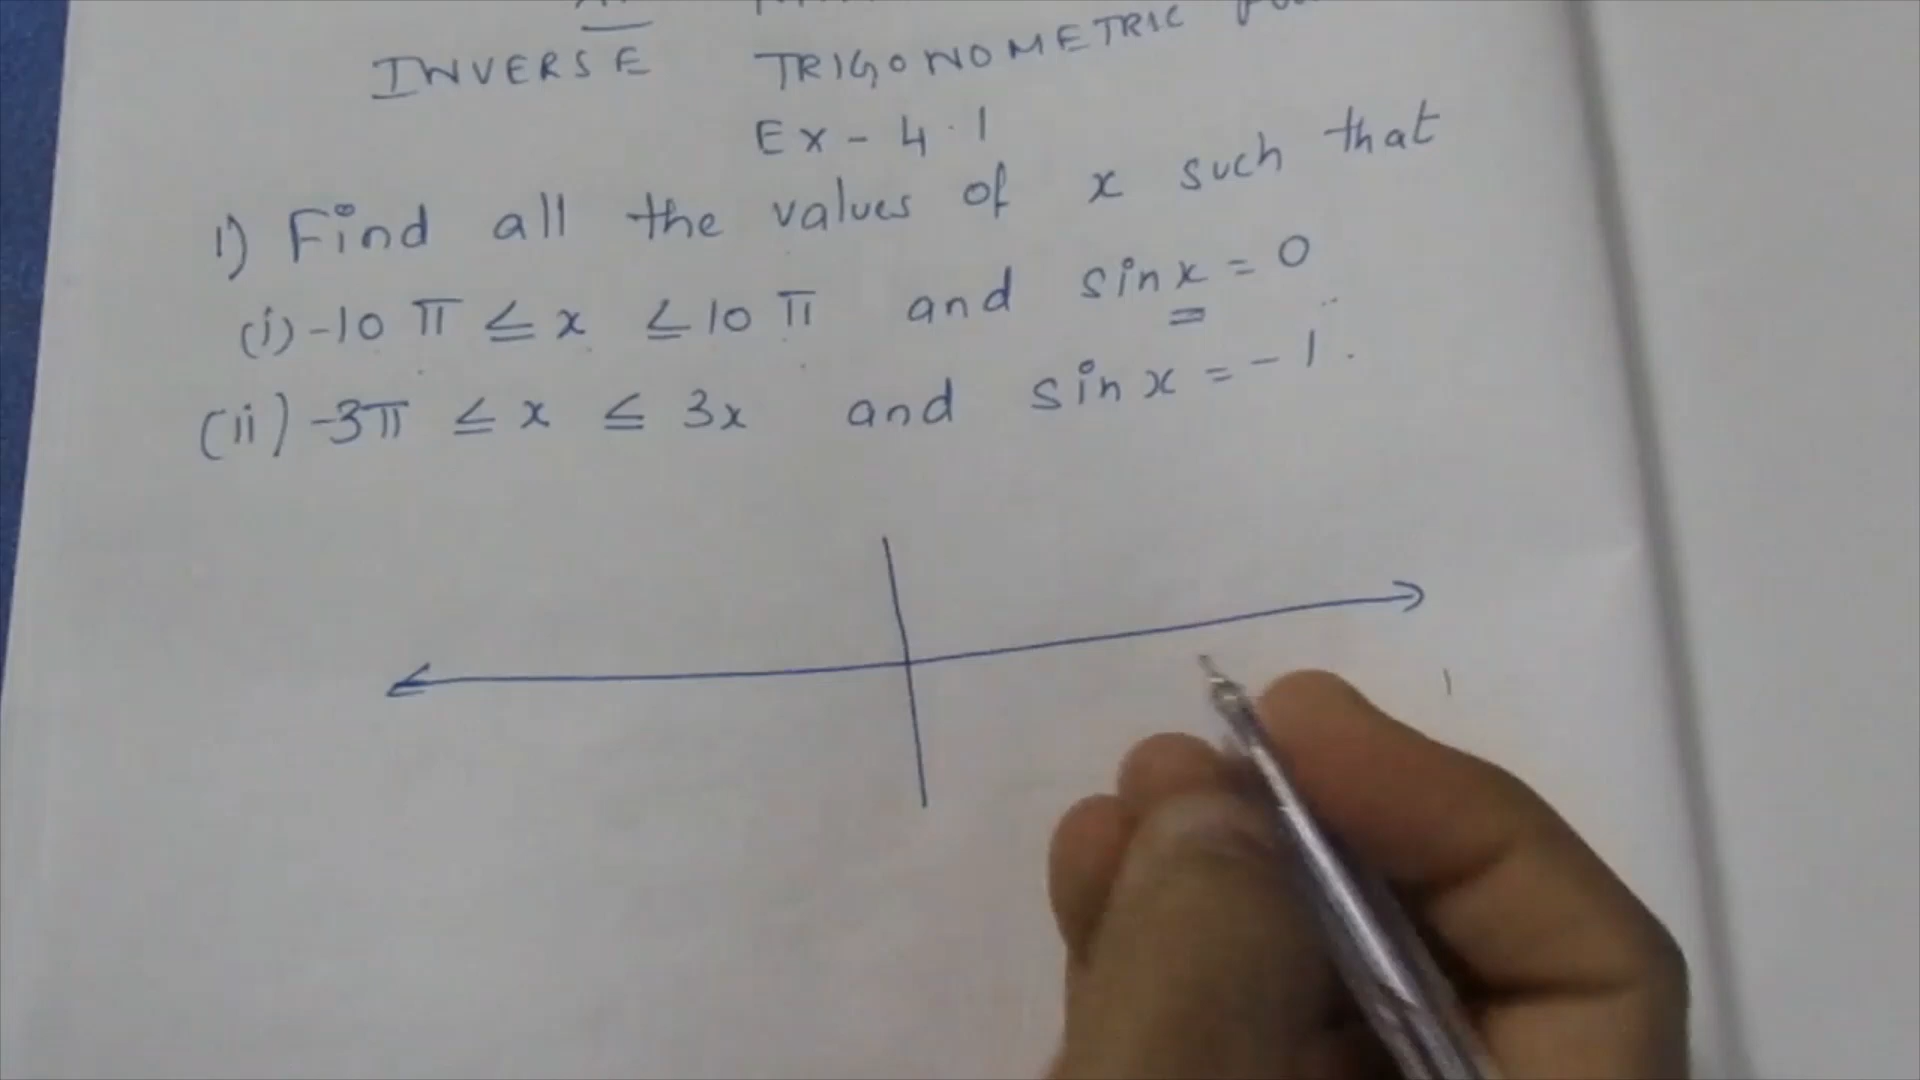 INVERSE TRIGONOMETRIC
Ex - 4.1
1) Find all the values of x such that
(i) -10 π ≤ x ≤ 10 π and sin x = 0
(ii) -3π ≤ x ≤ 3x and sin x = -1.